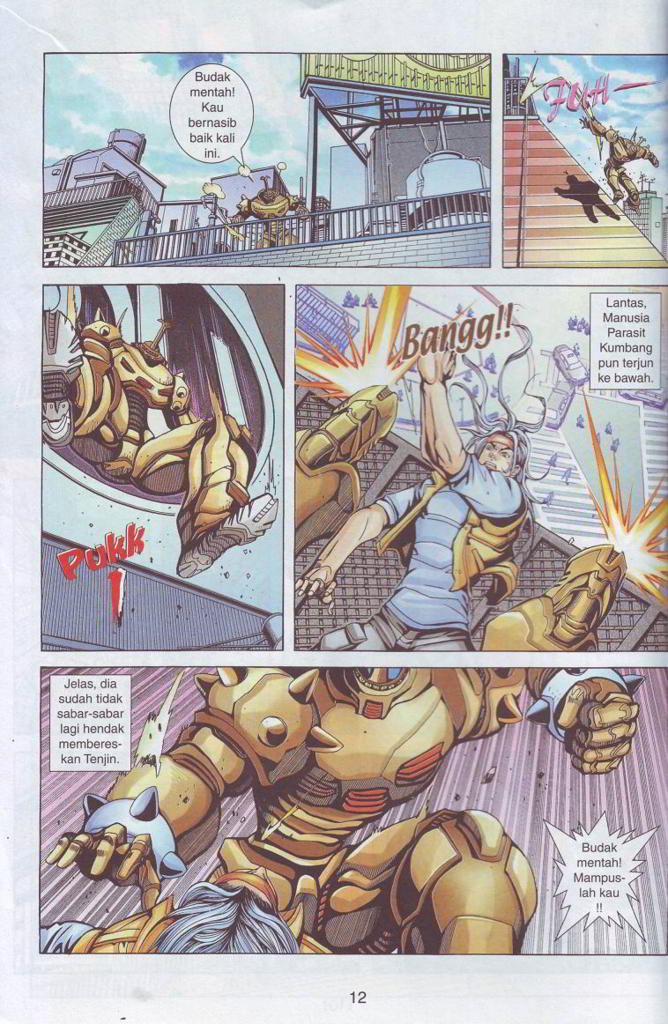 Budak
mentah!
Kau
bernasib
baik kali
ini.
FUH
Pukk
!
Bangg!!
Lantas,
Manusia
Parasit
Kumbang
pun terjun
ke bawah.
Jelas, dia
sudah tidak
sabar-sabar
lagi hendak
memberes-
kan Tenjin.
Budak
mentah!
Mampus-
lah kau
!!
12